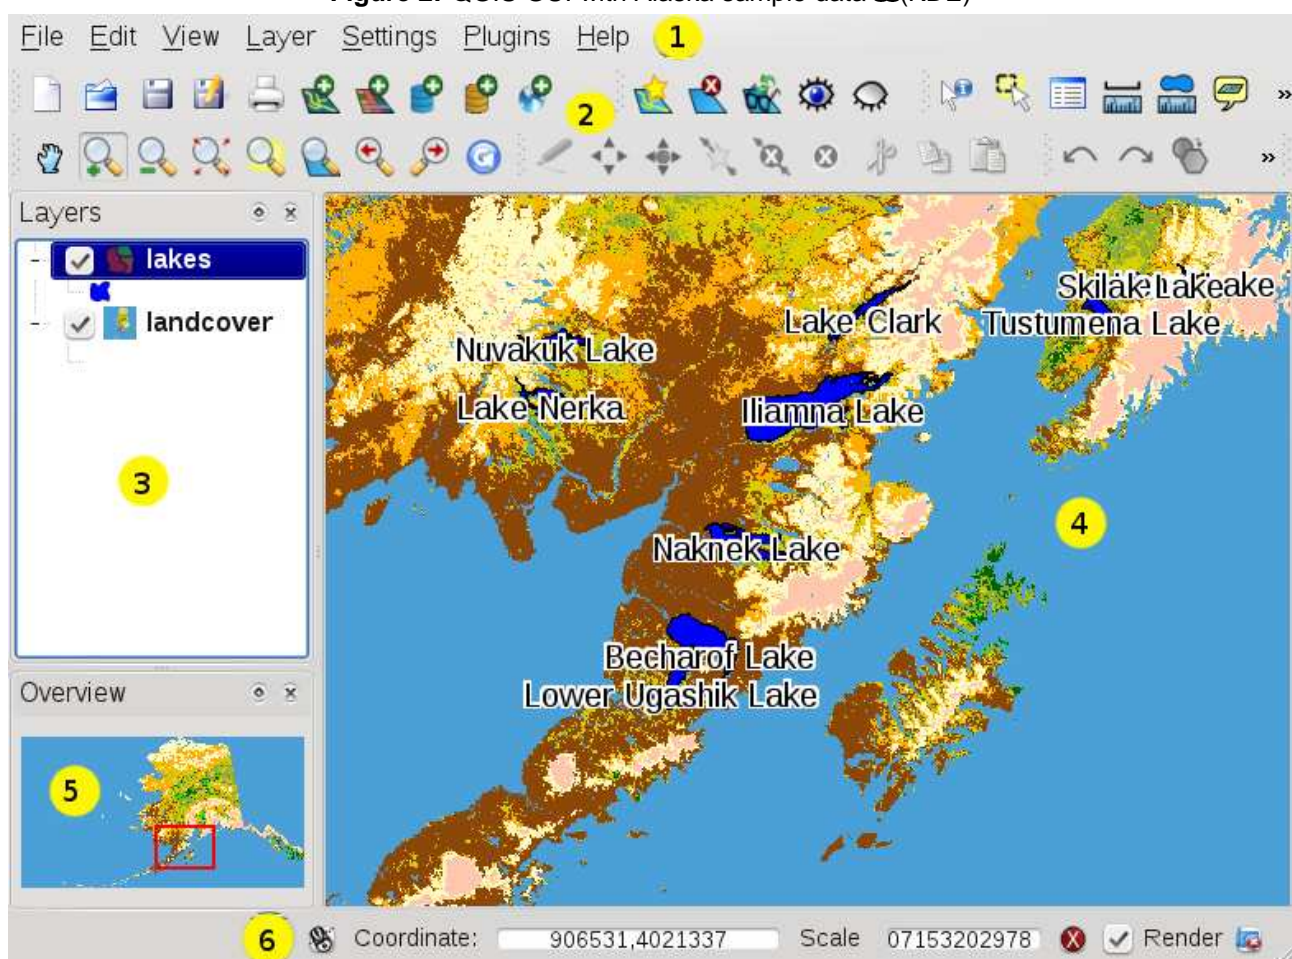 File Edit View Layer Settings Plugins Help 1
2
Layers
lakes
landcover
3
Lake Clark
Tustumena Lake
Nuvakuk Lake
Lake Nerka
Iliamna Lake
4
Naknek Lake
Becharof Lake
Lower Ugashik Lake
Overview
5
6 Coordinate: 906531,4021337 Scale 07153202978 Render